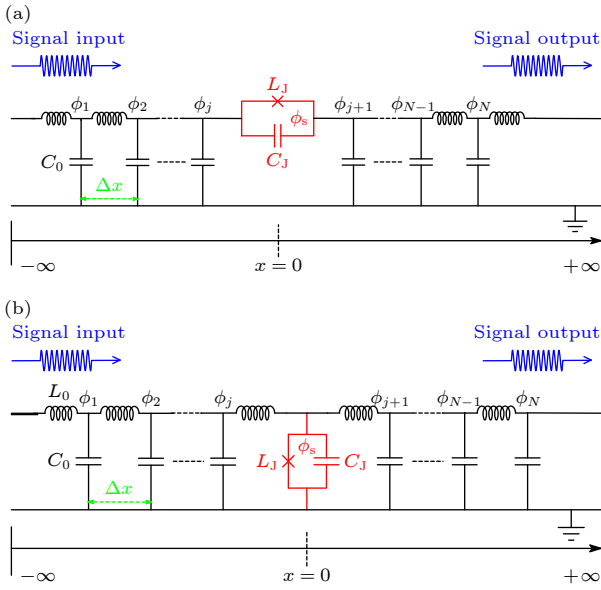 (a)
Signal input Signal output
L_J
ϕ_1 ϕ_2 ϕ_j ϕ_s ϕ_{j+1} ϕ_{N−1} ϕ_N
C_0 C_J
Δx
−∞ x=0 +∞
(b)
Signal input Signal output
L_0 ϕ_1 ϕ_2 ϕ_j ϕ_{j+1} ϕ_{N−1} ϕ_N
ϕ_s
C_0 L_J C_J
Δx
−∞ x=0 +∞